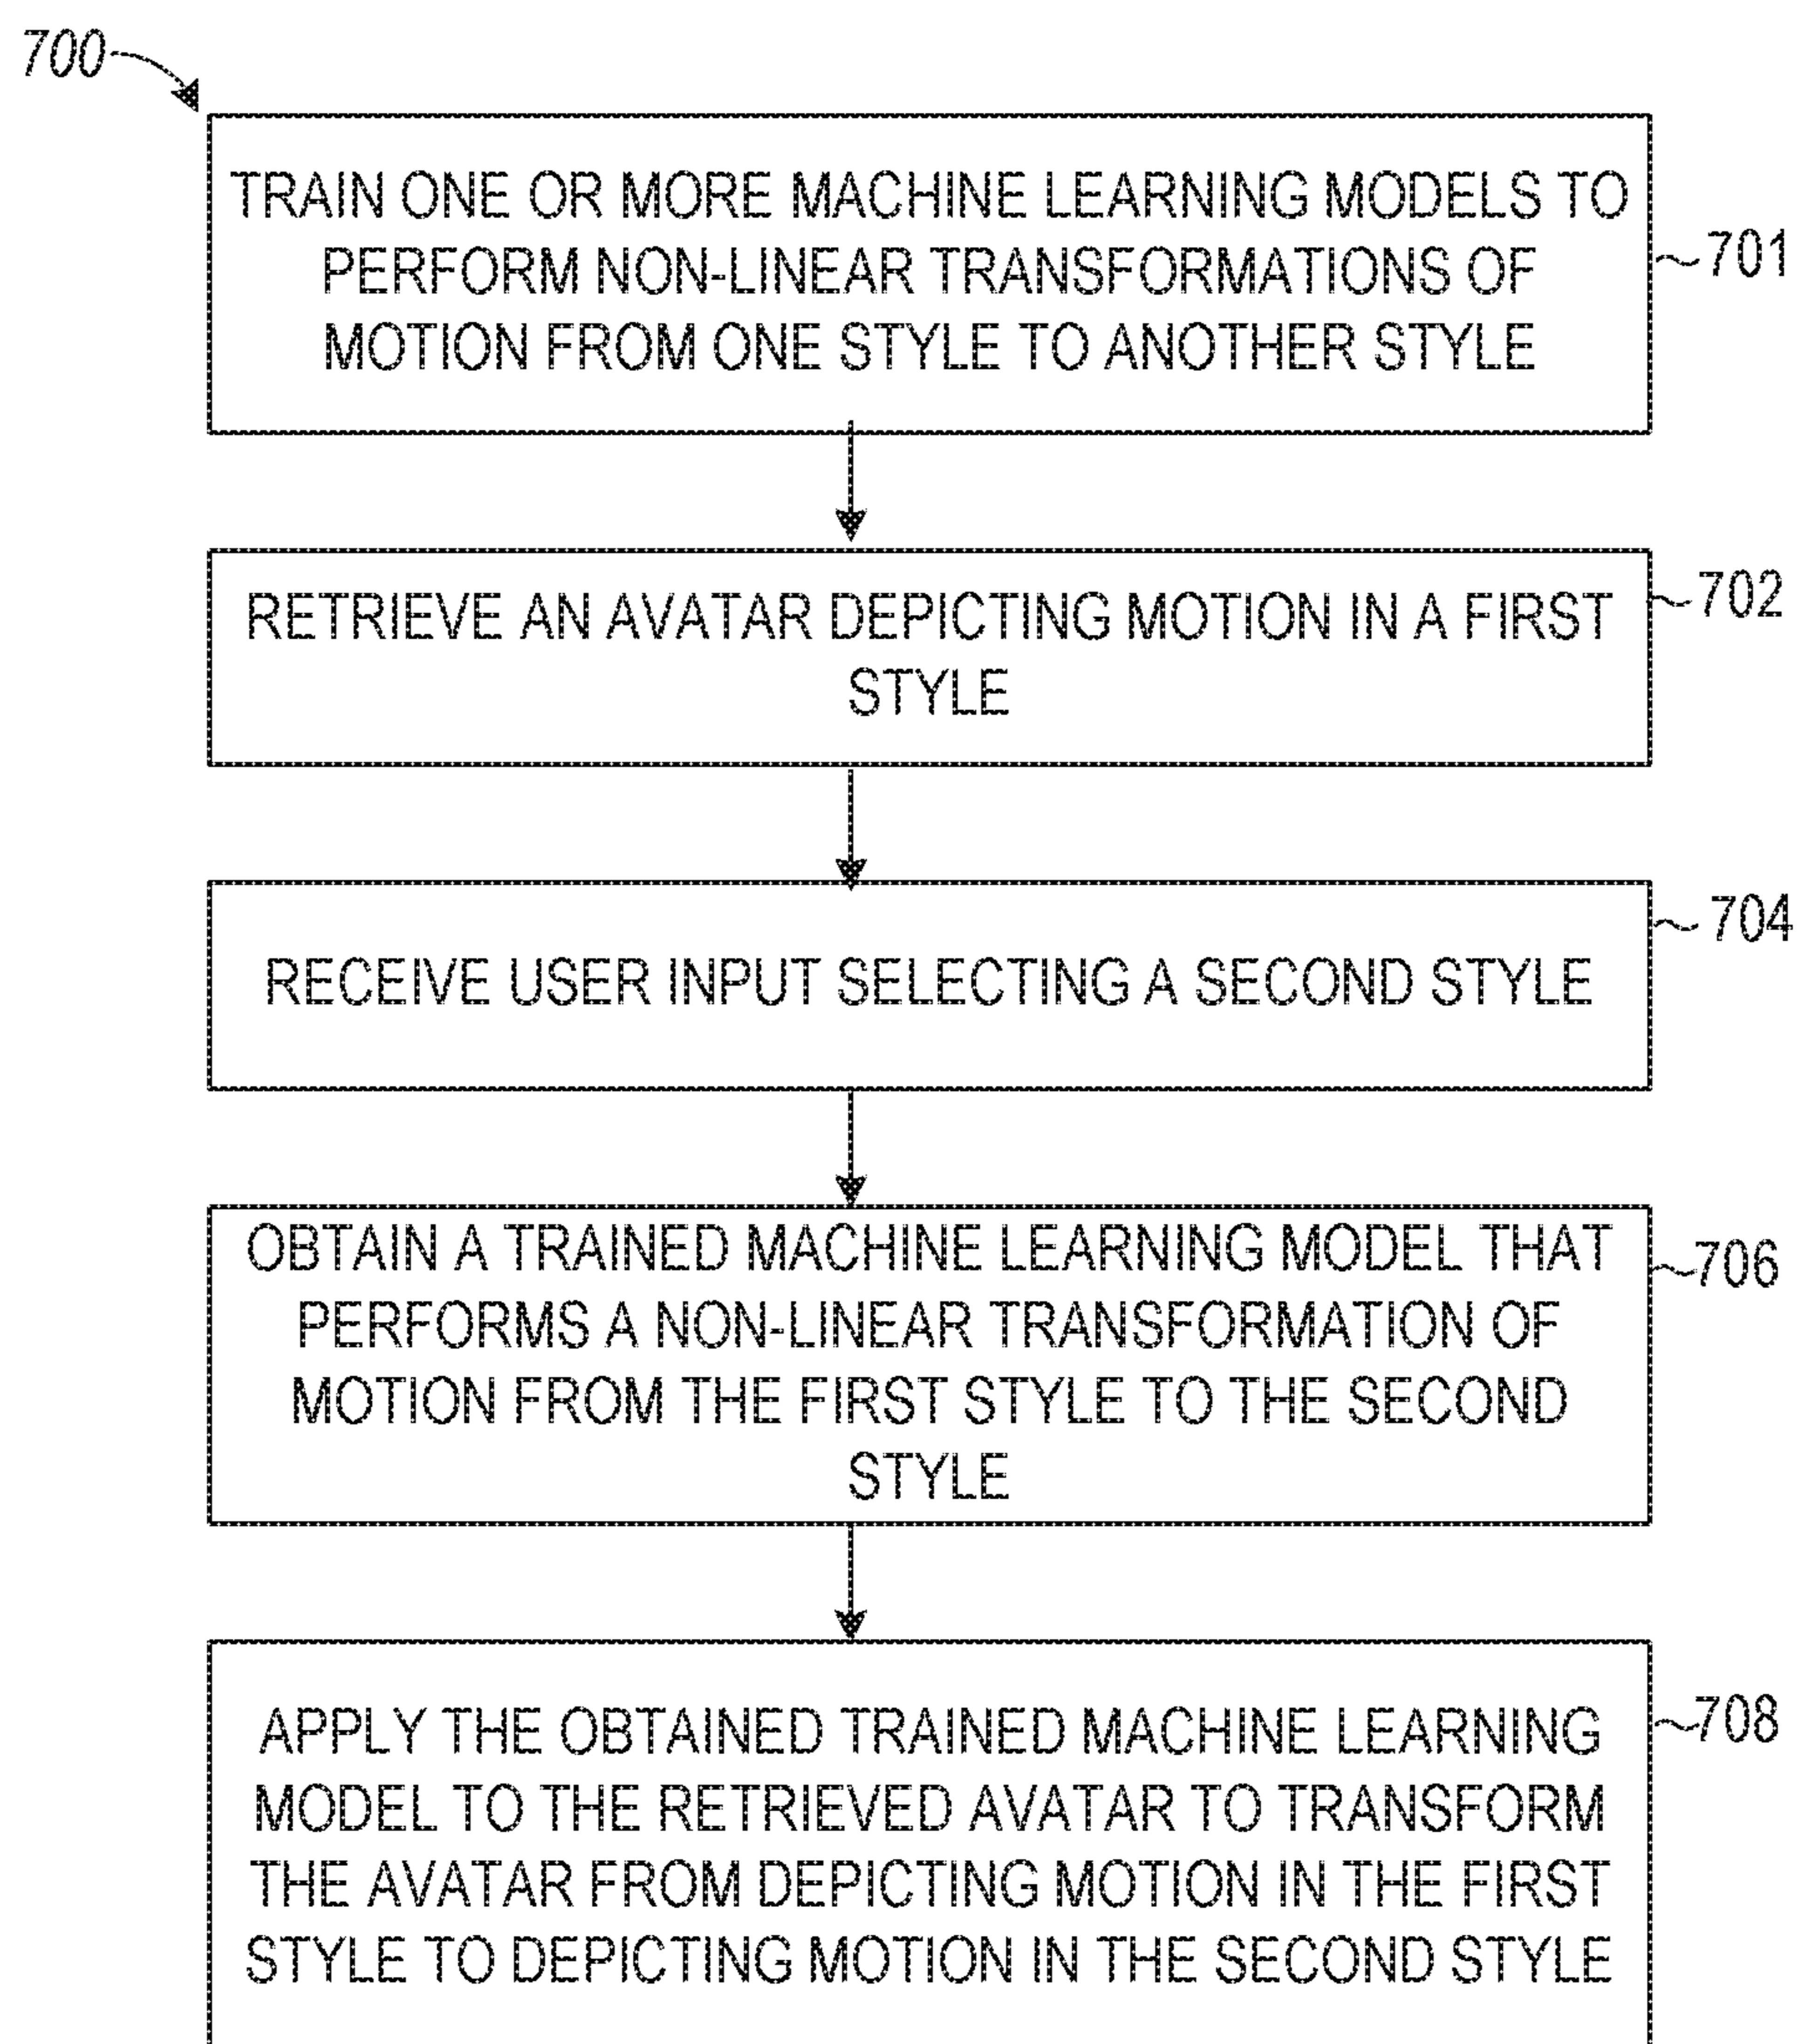 700
TRAIN ONE OR MORE MACHINE LEARNING MODELS TO
PERFORM NON-LINEAR TRANSFORMATIONS OF
MOTION FROM ONE STYLE TO ANOTHER STYLE
701
RETRIEVE AN AVATAR DEPICTING MOTION IN A FIRST
STYLE
702
RECEIVE USER INPUT SELECTING A SECOND STYLE
704
OBTAIN A TRAINED MACHINE LEARNING MODEL THAT
PERFORMS A NON-LINEAR TRANSFORMATION OF
MOTION FROM THE FIRST STYLE TO THE SECOND
STYLE
706
APPLY THE OBTAINED TRAINED MACHINE LEARNING
MODEL TO THE RETRIEVED AVATAR TO TRANSFORM
THE AVATAR FROM DEPICTING MOTION IN THE FIRST
STYLE TO DEPICTING MOTION IN THE SECOND STYLE
708